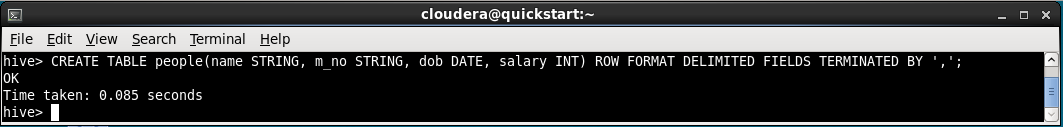 cloudera@quickstart:~
File Edit View Search Terminal Help
hive> CREATE TABLE people(name STRING, m_no STRING, dob DATE, salary INT) ROW FORMAT DELIMITED FIELDS TERMINATED BY ',';
OK
Time taken: 0.085 seconds
hive>